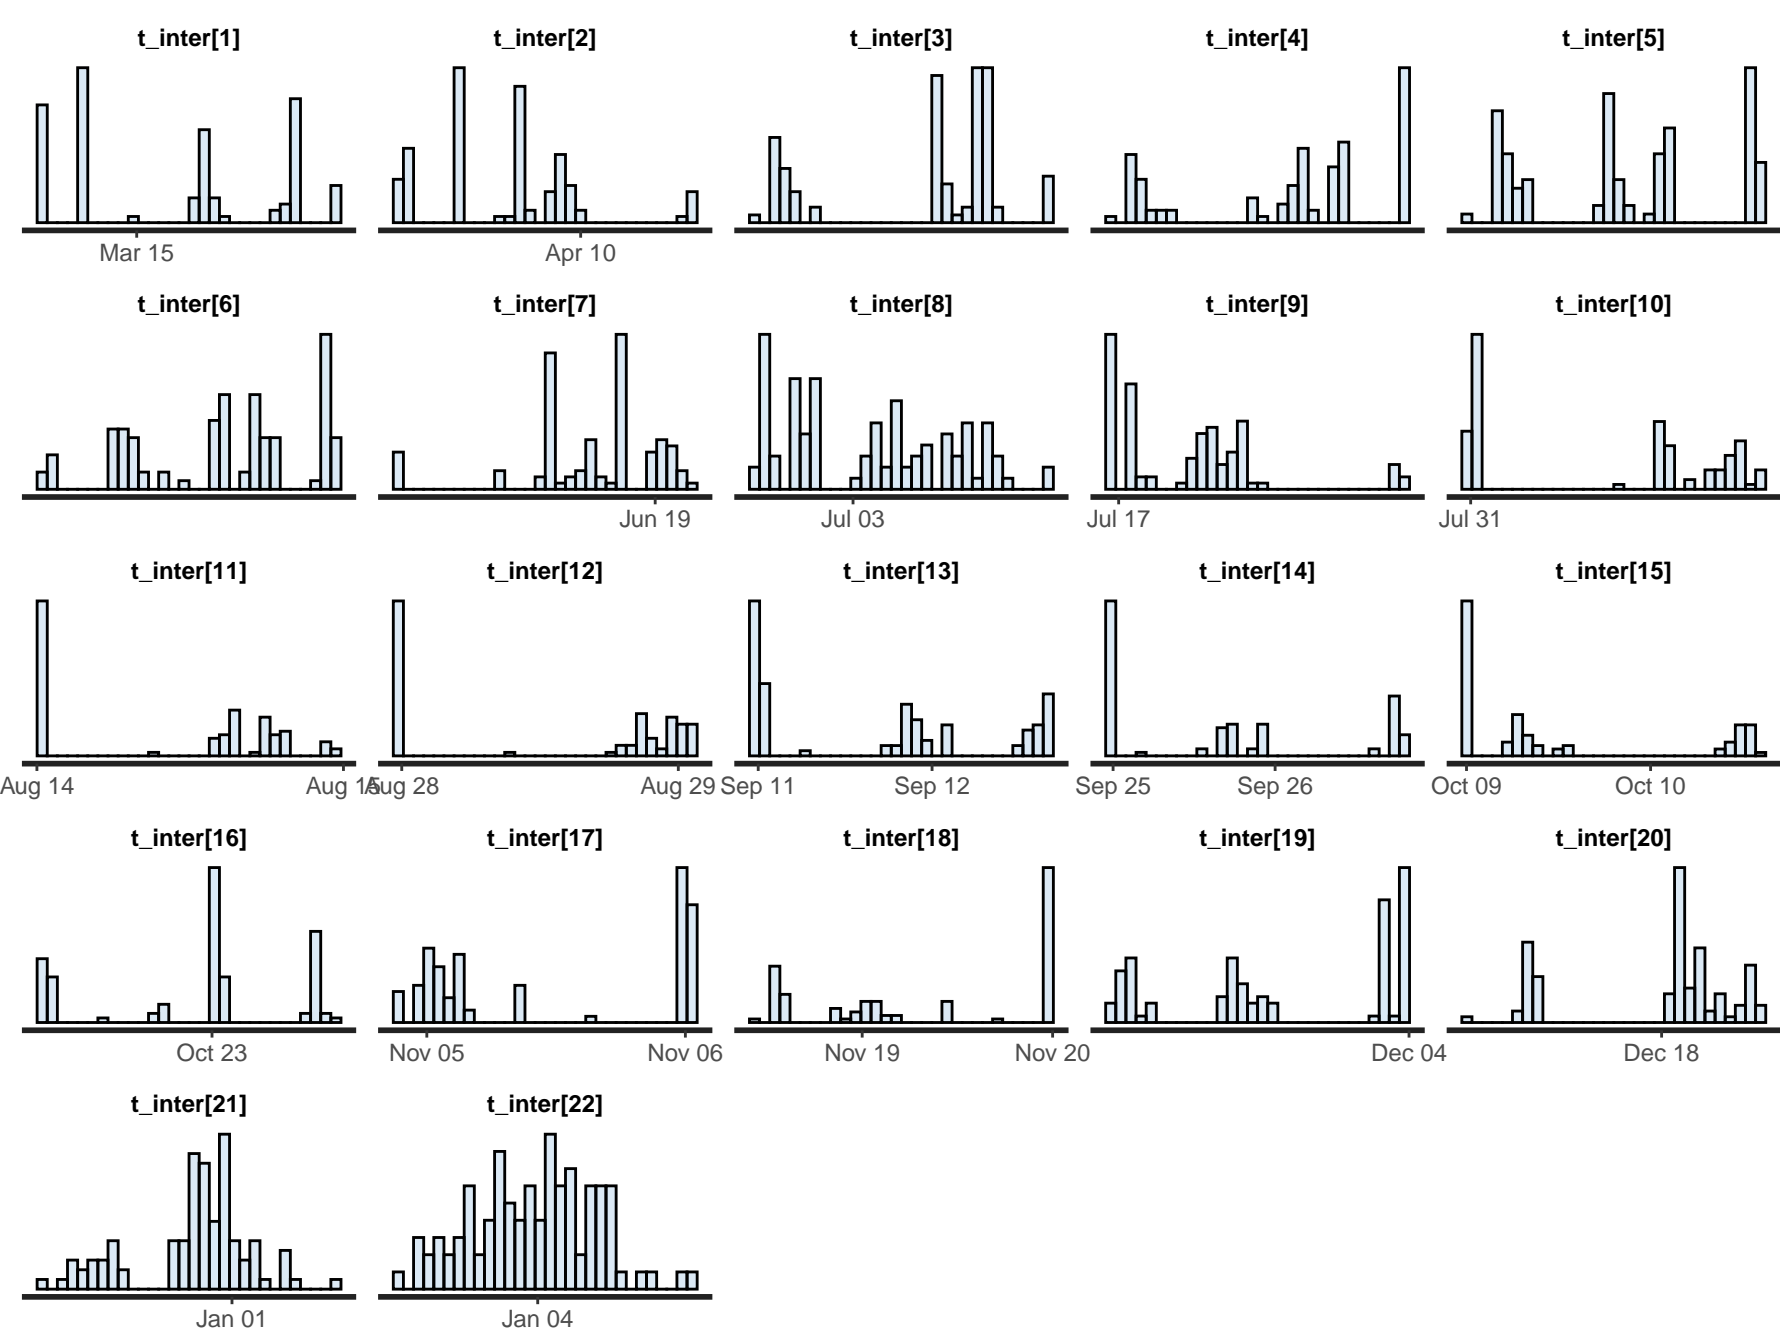 t_inter[1] t_inter[2] t_inter[3] t_inter[4] t_inter[5]
Mar 15 Apr 10
t_inter[6] t_inter[7] t_inter[8] t_inter[9] t_inter[10]
Jun 19 Jul 03 Jul 17 Jul 31
t_inter[11] t_inter[12] t_inter[13] t_inter[14] t_inter[15]
Aug 14 Aug 15 Aug 28 Aug 29 Sep 11 Sep 12 Sep 25 Sep 26 Oct 09 Oct 10
t_inter[16] t_inter[17] t_inter[18] t_inter[19] t_inter[20]
Oct 23 Nov 05 Nov 06 Nov 19 Nov 20 Dec 04 Dec 18
t_inter[21] t_inter[22]
Jan 01 Jan 04